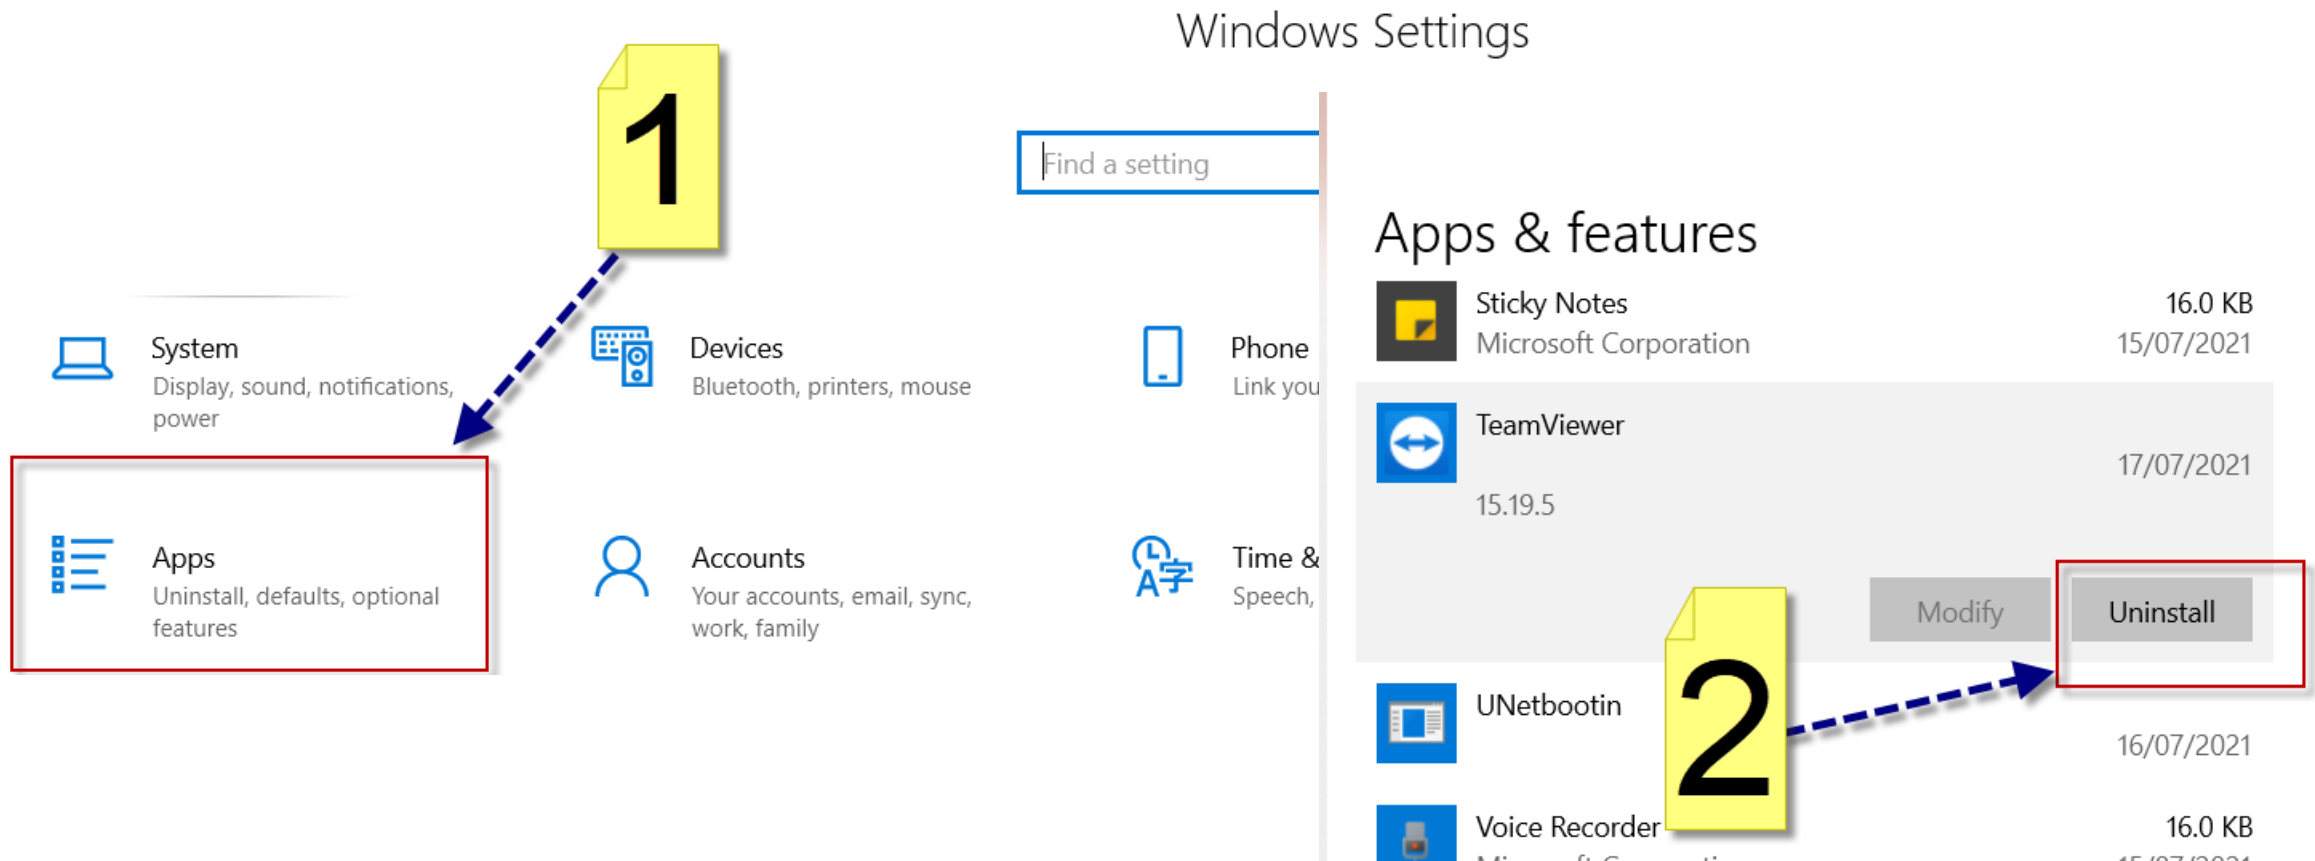 Windows Settings
1
Find a setting
System
Display, sound, notifications,
power
Devices
Bluetooth, printers, mouse
Phone
Link you
Apps
Uninstall, defaults, optional
features
Accounts
Your accounts, email, sync,
work, family
Time &
Speech,
Apps & features
Sticky Notes
16.0 KB
Microsoft Corporation
15/07/2021
TeamViewer
17/07/2021
15.19.5
Modify
Uninstall
2
UNetbootin
16/07/2021
Voice Recorder
16.0 KB